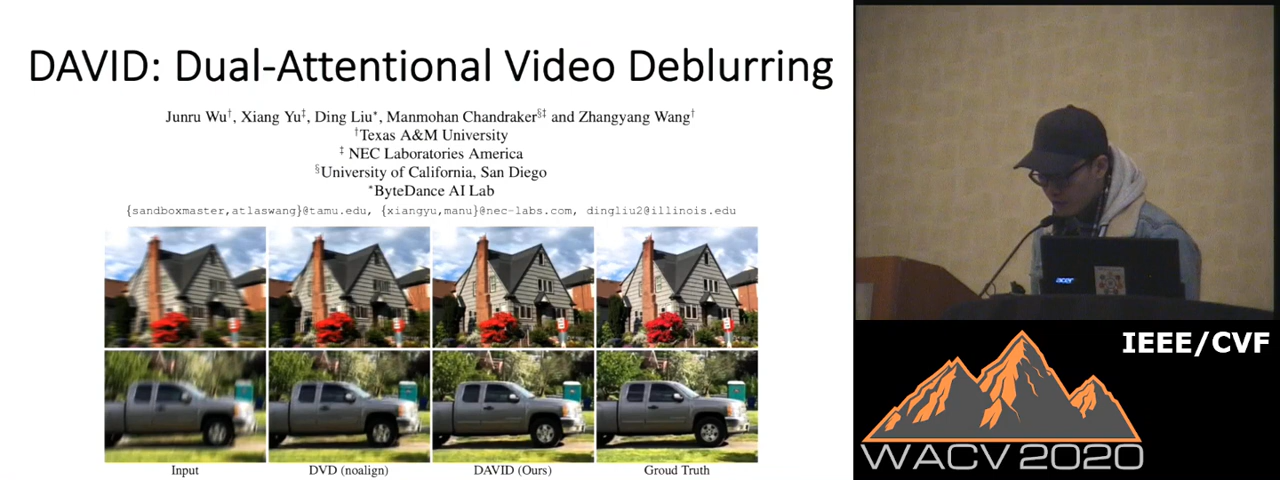 DAVID: Dual-Attentional Video Deblurring
Junru Wu†, Xiang Yu‡, Ding Liu*, Manmohan Chandraker§‡ and Zhangyang Wang†
†Texas A&M University
‡ NEC Laboratories America
§University of California, San Diego
*ByteDance AI Lab
{sandboxmaster,atlaswang}@tamu.edu, {xiangyu,manu}@nec-labs.com, dingliu2@illinois.edu
Input
DVD (noalign)
DAVID (Ours)
Groud Truth
acer
IEEE/CVF
WACV 2020